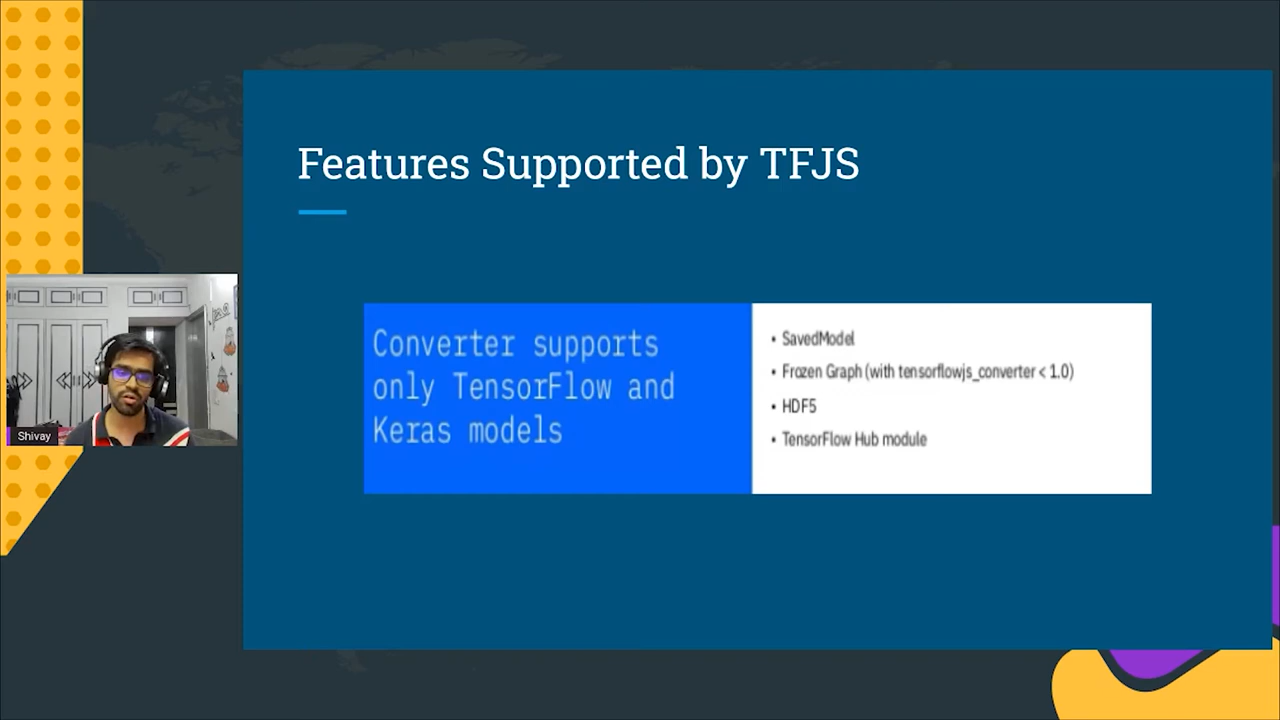 Features Supported by TFJS
Converter supports
only TensorFlow and
Keras models
• SavedModel
• Frozen Graph (with tensorflowjs_converter < 1.0)
• HDF5
• TensorFlow Hub module
Shivay